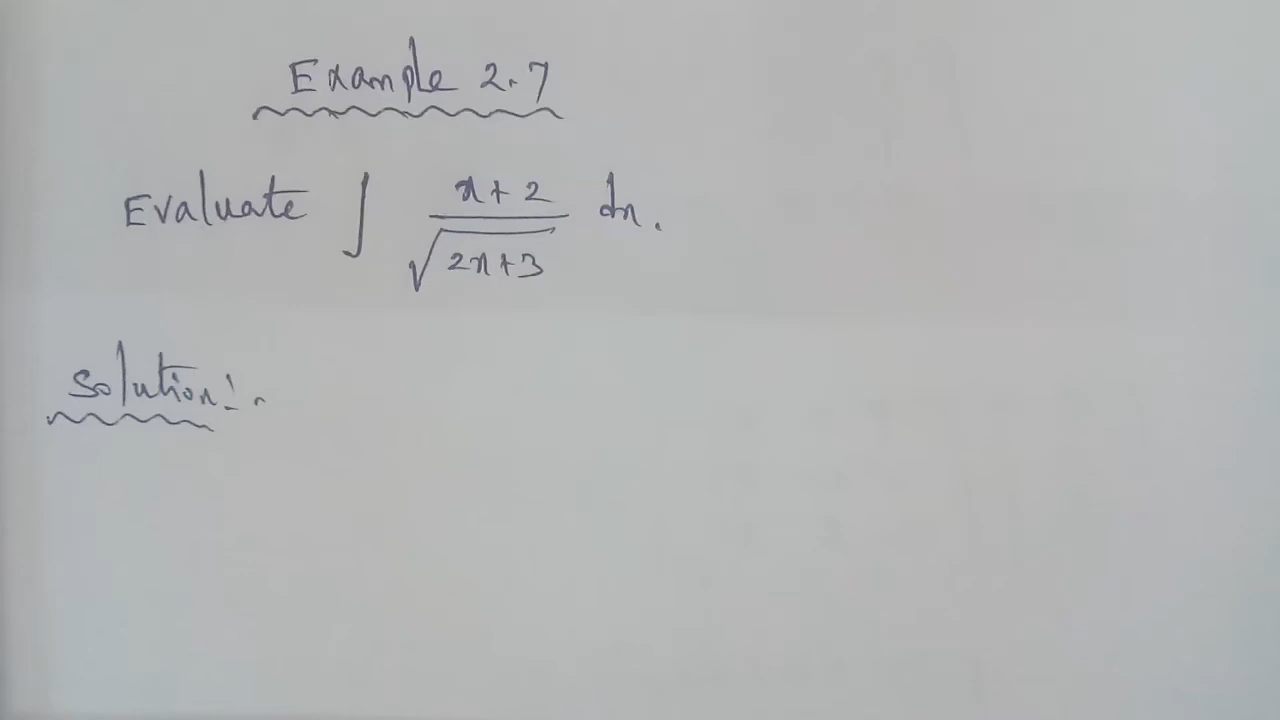 Example 2.7
Evaluate ∫ x+2 / √2x+3 dx.
Solution:.